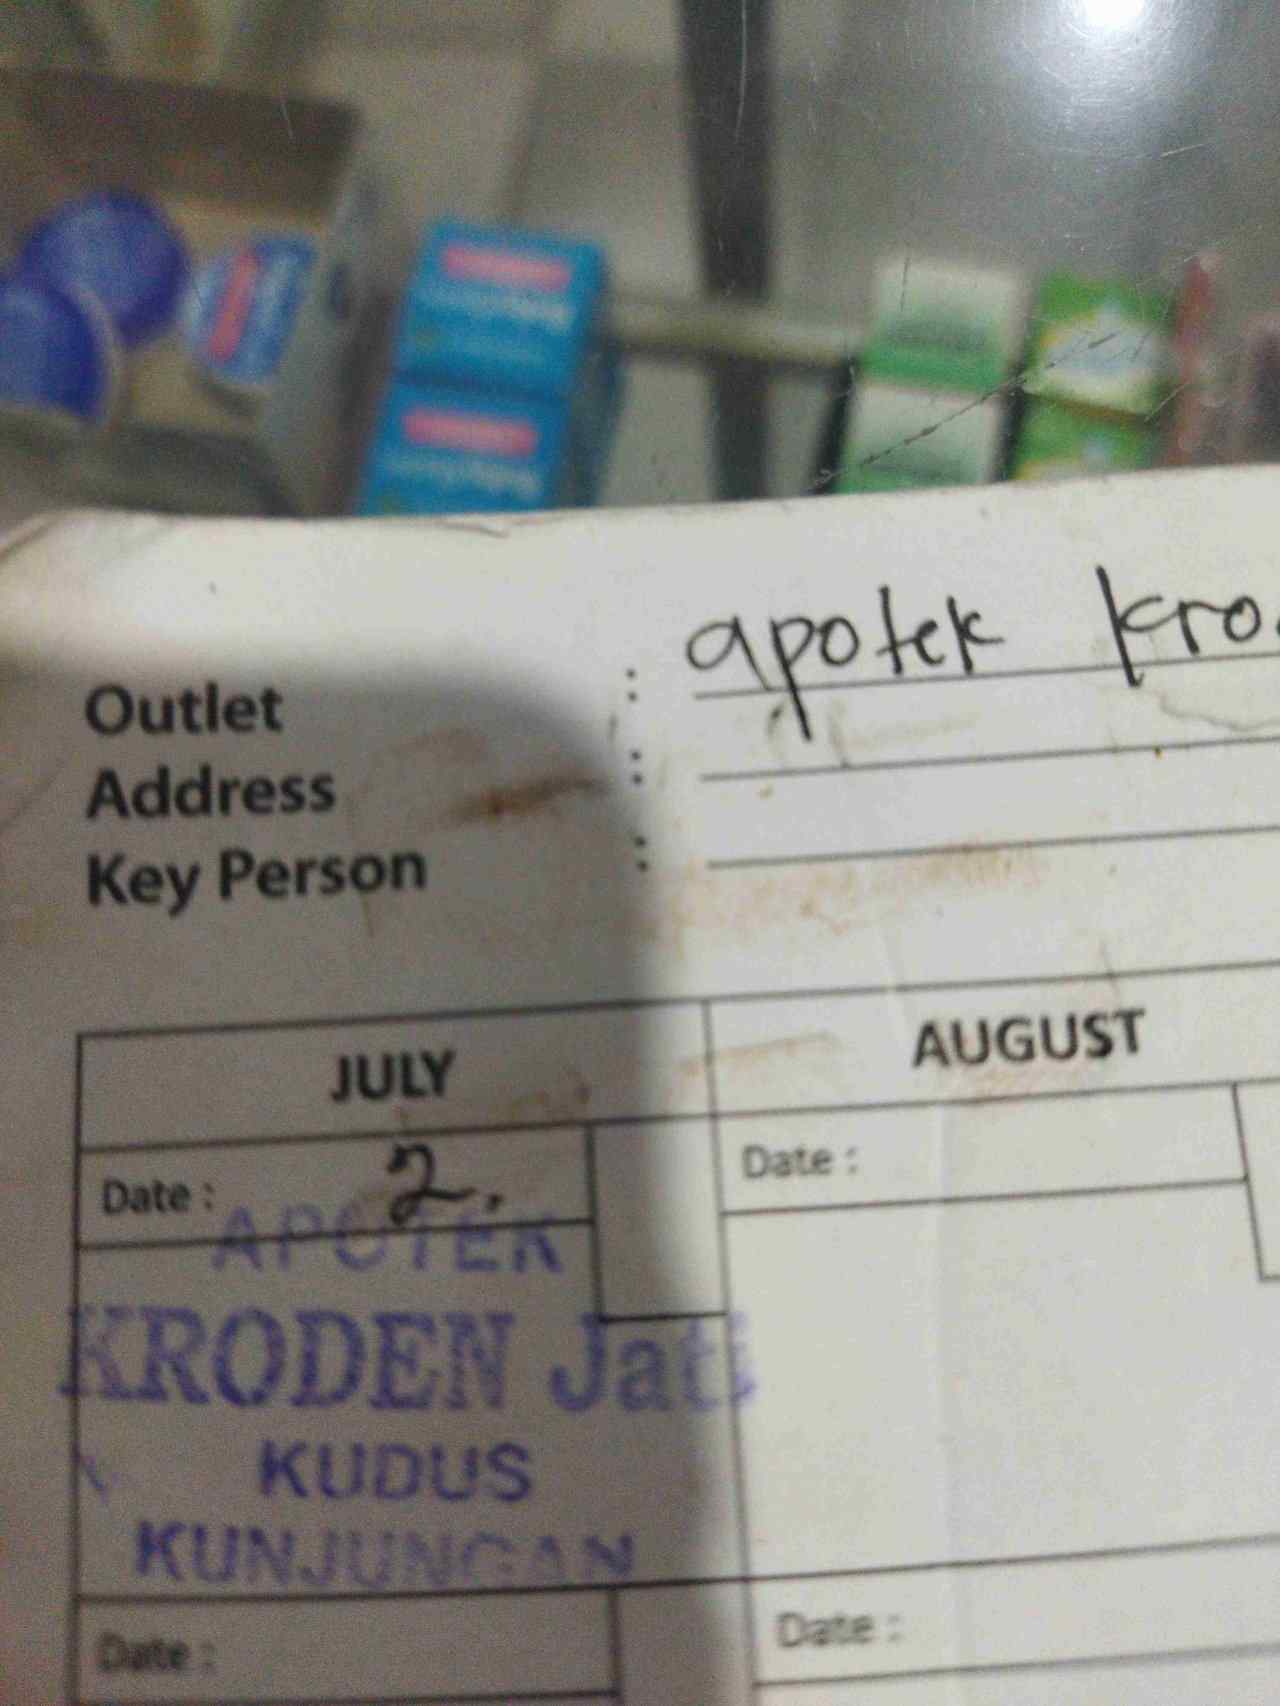 apotek kro
Outlet :
Address :
Key Person :
JULY
AUGUST
Date : 2.
Date :
APOTEK
KRODEN Jati
KUDUS
KUNJUNGAN
Date :
Date :